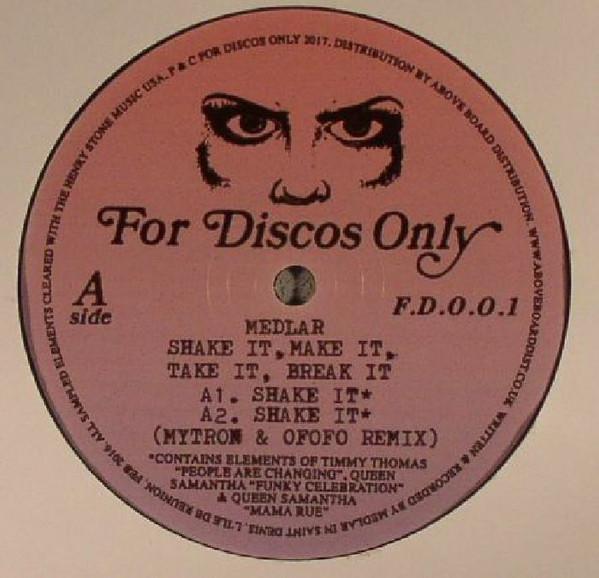 For Discos Only
A
side
F.D.O.O.1
MEDLAR
SHAKE IT, MAKE IT,
TAKE IT, BREAK IT
A1. SHAKE IT*
A2. SHAKE IT*
(MYTRON & OFOFO REMIX)
*CONTAINS ELEMENTS OF TIMMY THOMAS
"PEOPLE ARE CHANGING", QUEEN
SAMANTHA "FUNKY CELEBRATION"
& QUEEN SAMANTHA
"MAMA RUE"
WRITTEN & RECORDED BY MEDLAR IN SAINT DENIS, L'ILE DE REUNION, FEB 2016. ALL SAMPLED ELEMENTS CLEARED WITH THE HENRY STONE MUSIC USA. P & C FOR DISCOS ONLY 2017. DISTRIBUTION BY ABOVE BOARD DISTRIBUTION. WWW.ABOVEBOARDDIST.CO.UK